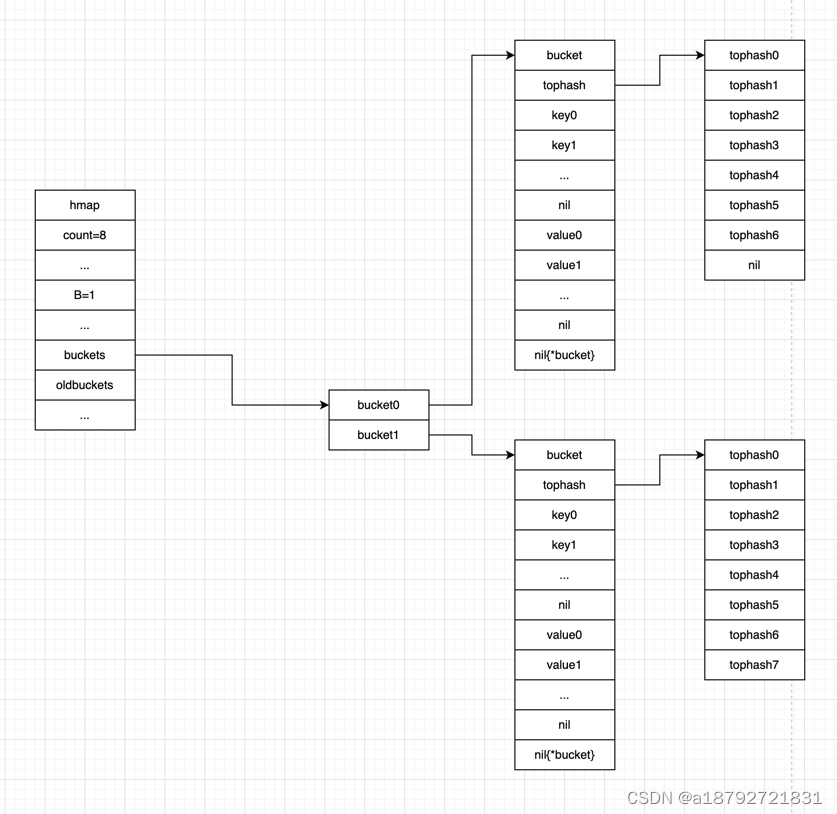 hmap
count=8
...
B=1
...
buckets
oldbuckets
...
bucket0
bucket1
bucket
tophash
key0
key1
...
nil
value0
value1
...
nil
nil{*bucket}
tophash0
tophash1
tophash2
tophash3
tophash4
tophash5
tophash6
nil
bucket
tophash
key0
key1
...
nil
value0
value1
...
nil
nil{*bucket}
tophash0
tophash1
tophash2
tophash3
tophash4
tophash5
tophash6
tophash7
CSDN @a18792721831